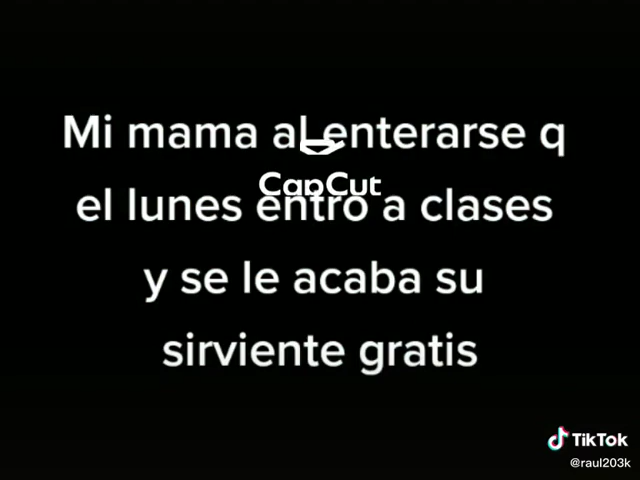 Mi mama al enterarse q
CapCut
el lunes entro a clases
y se le acaba su
sirviente gratis
TikTok
@raul203k